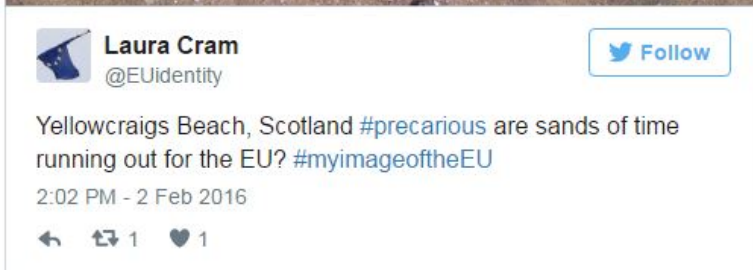 Laura Cram
@EUidentity
Follow
Yellowcraigs Beach, Scotland #precarious are sands of time
running out for the EU? #myimageoftheEU
2:02 PM - 2 Feb 2016
1 1